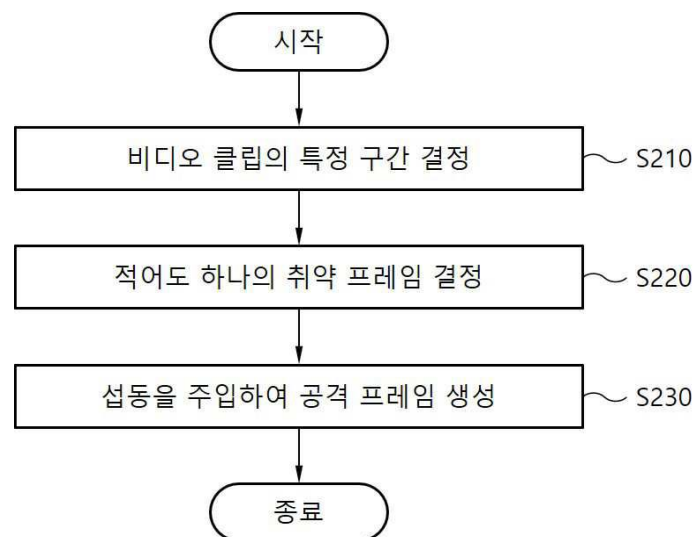 시작
비디오 클립의 특정 구간 결정 S210
적어도 하나의 취약 프레임 결정 S220
섭동을 주입하여 공격 프레임 생성 S230
종료